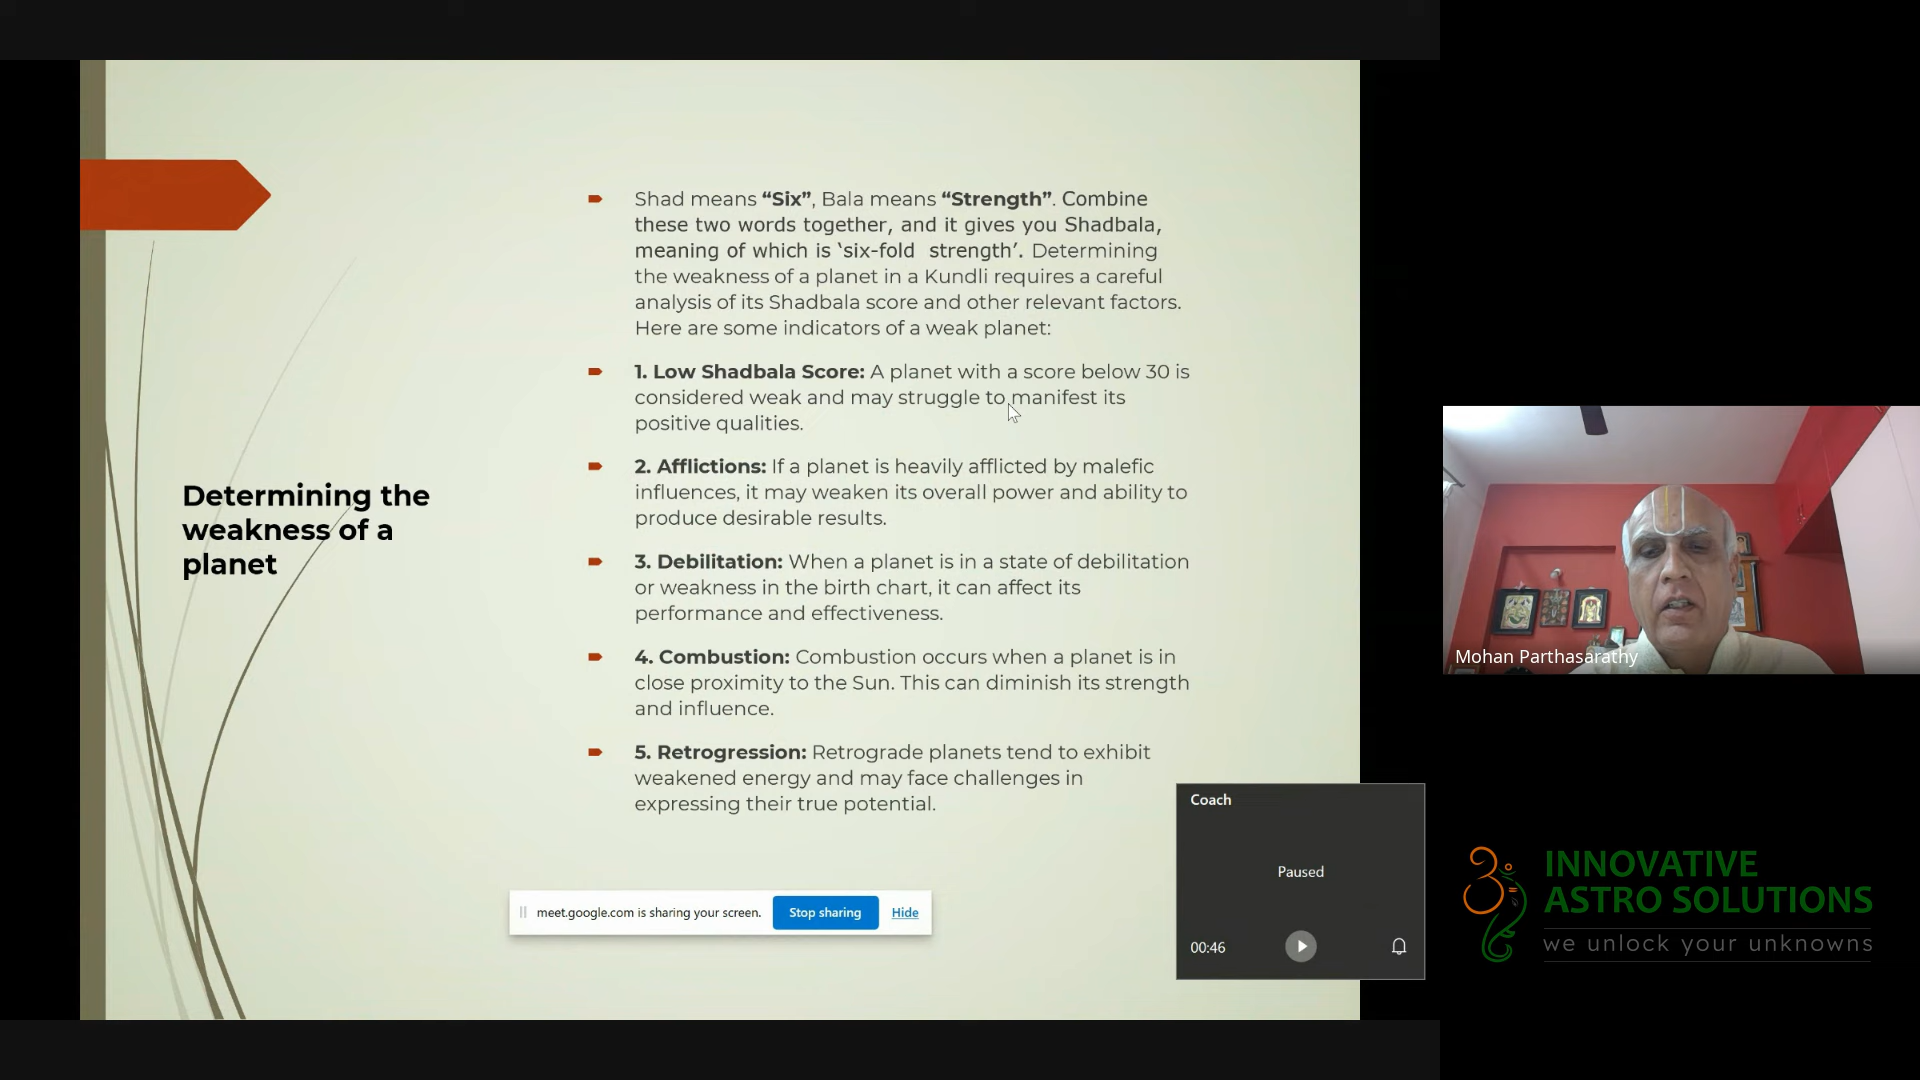 Determining the
weakness of a
planet
Shad means “Six”, Bala means “Strength”. Combine
these two words together, and it gives you Shadbala,
meaning of which is ‘six-fold strength’. Determining
the weakness of a planet in a Kundli requires a careful
analysis of its Shadbala score and other relevant factors.
Here are some indicators of a weak planet:
1. Low Shadbala Score: A planet with a score below 30 is
considered weak and may struggle to manifest its
positive qualities.
2. Afflictions: If a planet is heavily afflicted by malefic
influences, it may weaken its overall power and ability to
produce desirable results.
3. Debilitation: When a planet is in a state of debilitation
or weakness in the birth chart, it can affect its
performance and effectiveness.
4. Combustion: Combustion occurs when a planet is in
close proximity to the Sun. This can diminish its strength
and influence.
5. Retrogression: Retrograde planets tend to exhibit
weakened energy and may face challenges in
expressing their true potential.
meet.google.com is sharing your screen. Stop sharing Hide
Coach
Paused
00:46
Mohan Parthasarathy
INNOVATIVE
ASTRO SOLUTIONS
we unlock your unknowns